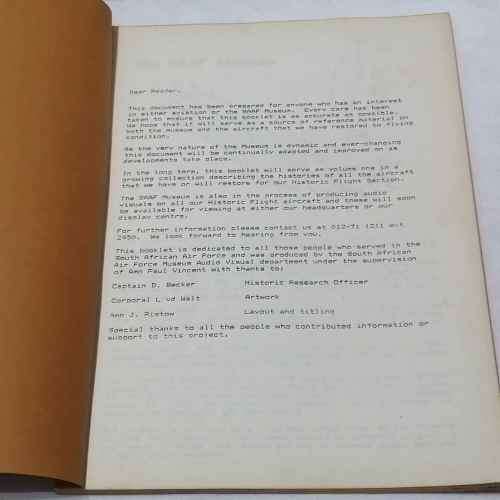 Dear Reader,
This document has been prepared for anyone who has an interest
in either aviation or the SAAF Museum. Every care has been
taken to ensure that this booklet is as accurate as possible.
We hope that it will serve as a source of reference material on
both the museum and the aircraft that we have restored to flying
condition.
As the very nature of the Museum is dynamic and ever-changing
this document will be continually adapted and improved on as
developments take place.
In the long term, this booklet will serve as volume one in a
growing collection describing the histories of all the aircraft
that we have or will restore for our Historic Flight Section.
The SAAF Museum is also in the process of producing audio
visuals on all our Historic Flight aircraft and these will soon
be available for viewing at either our headquarters or our
display centre.
For further information please contact us at 012-71 1211 ext
2950. We look forward to hearing from you.
This booklet is dedicated to all those people who served in the
South African Air Force and was produced by the South African
Air Force Museum Audio Visual department under the supervision
of Amn Paul Vincent with thanks to:
Captain D. Becker Historic Research Officer
Corporal L vd Walt Artwork
Amn J. Ristow Layout and titling
Special thanks to all the people who contributed information or
support to this project.